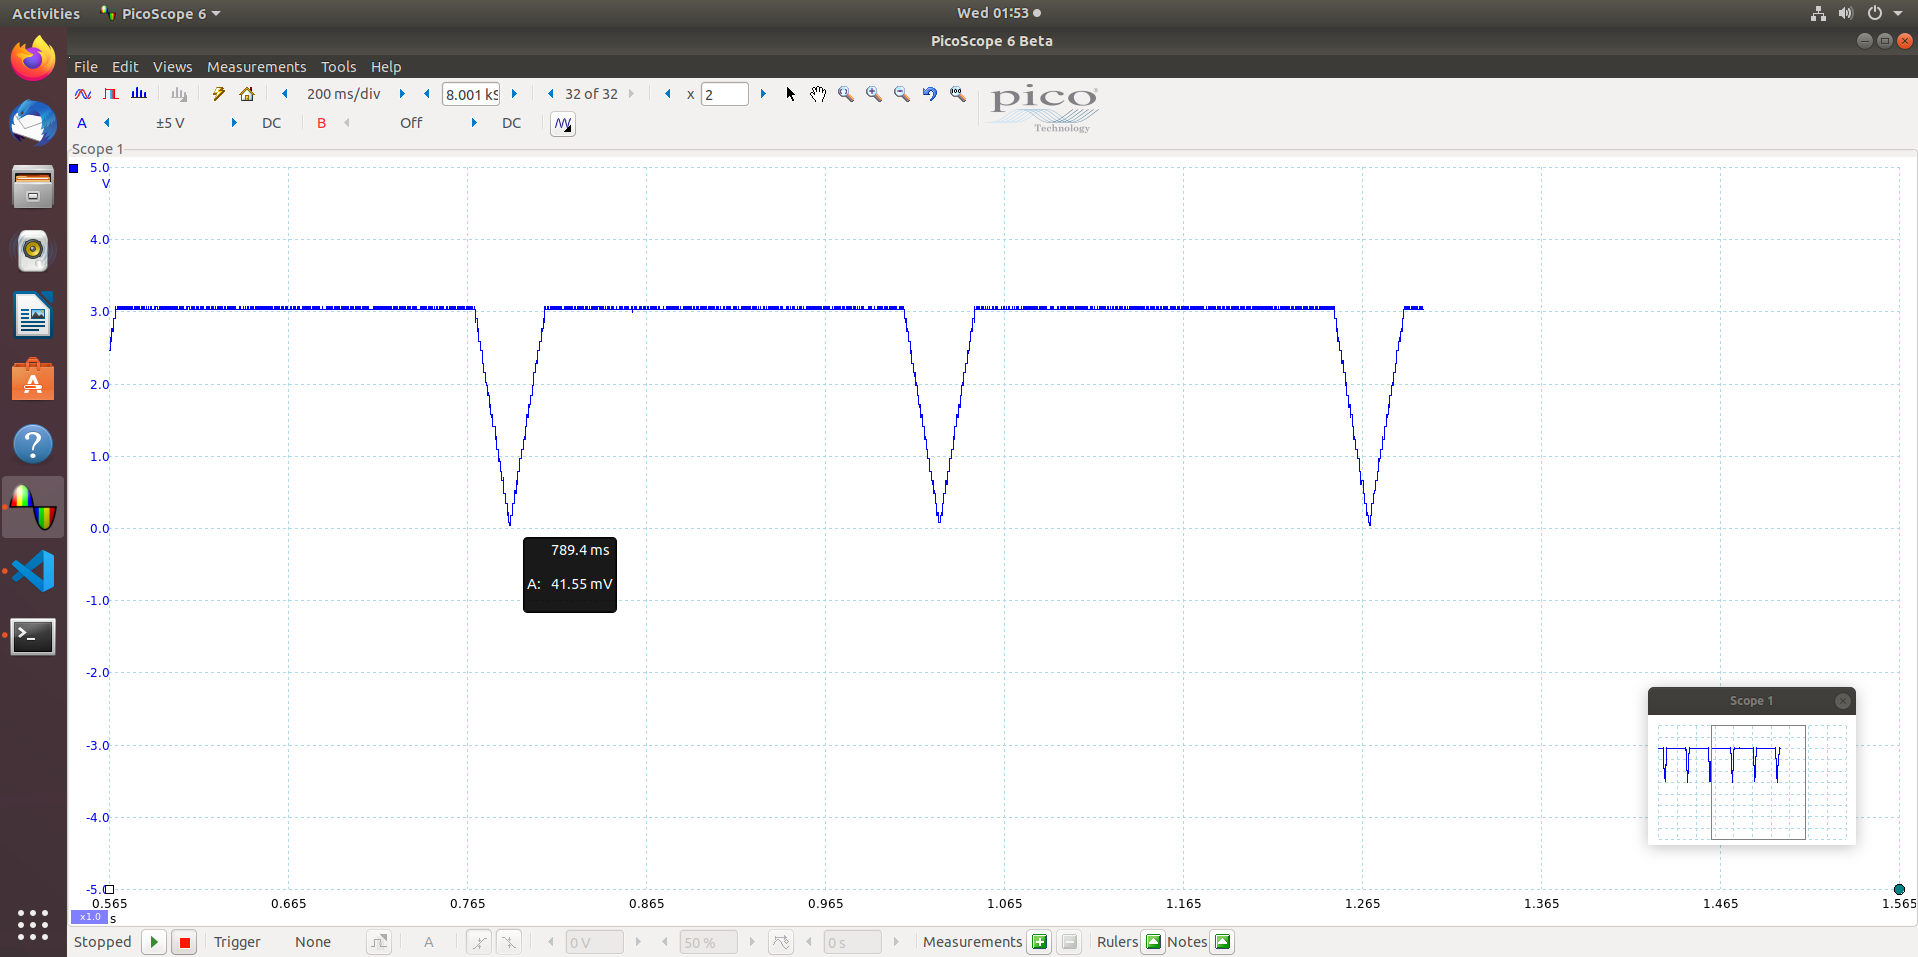 Activities PicoScope 6 Wed 01:53
PicoScope 6 Beta
File Edit Views Measurements Tools Help
200 ms/div 8.001 kS 32 of 32 x 2
pico
Technology
A ±5 V DC B Off DC
Scope 1
5.0
V
4.0
3.0
2.0
1.0
0.0
789.4 ms
A: 41.55 mV
-1.0
-2.0
-3.0
-4.0
-5.0
Scope 1
0.565 0.665 0.765 0.865 0.965 1.065 1.165 1.265 1.365 1.465 1.565
x1.0 s
Stopped Trigger None A 0 V 50 % 0 s Measurements Rulers Notes